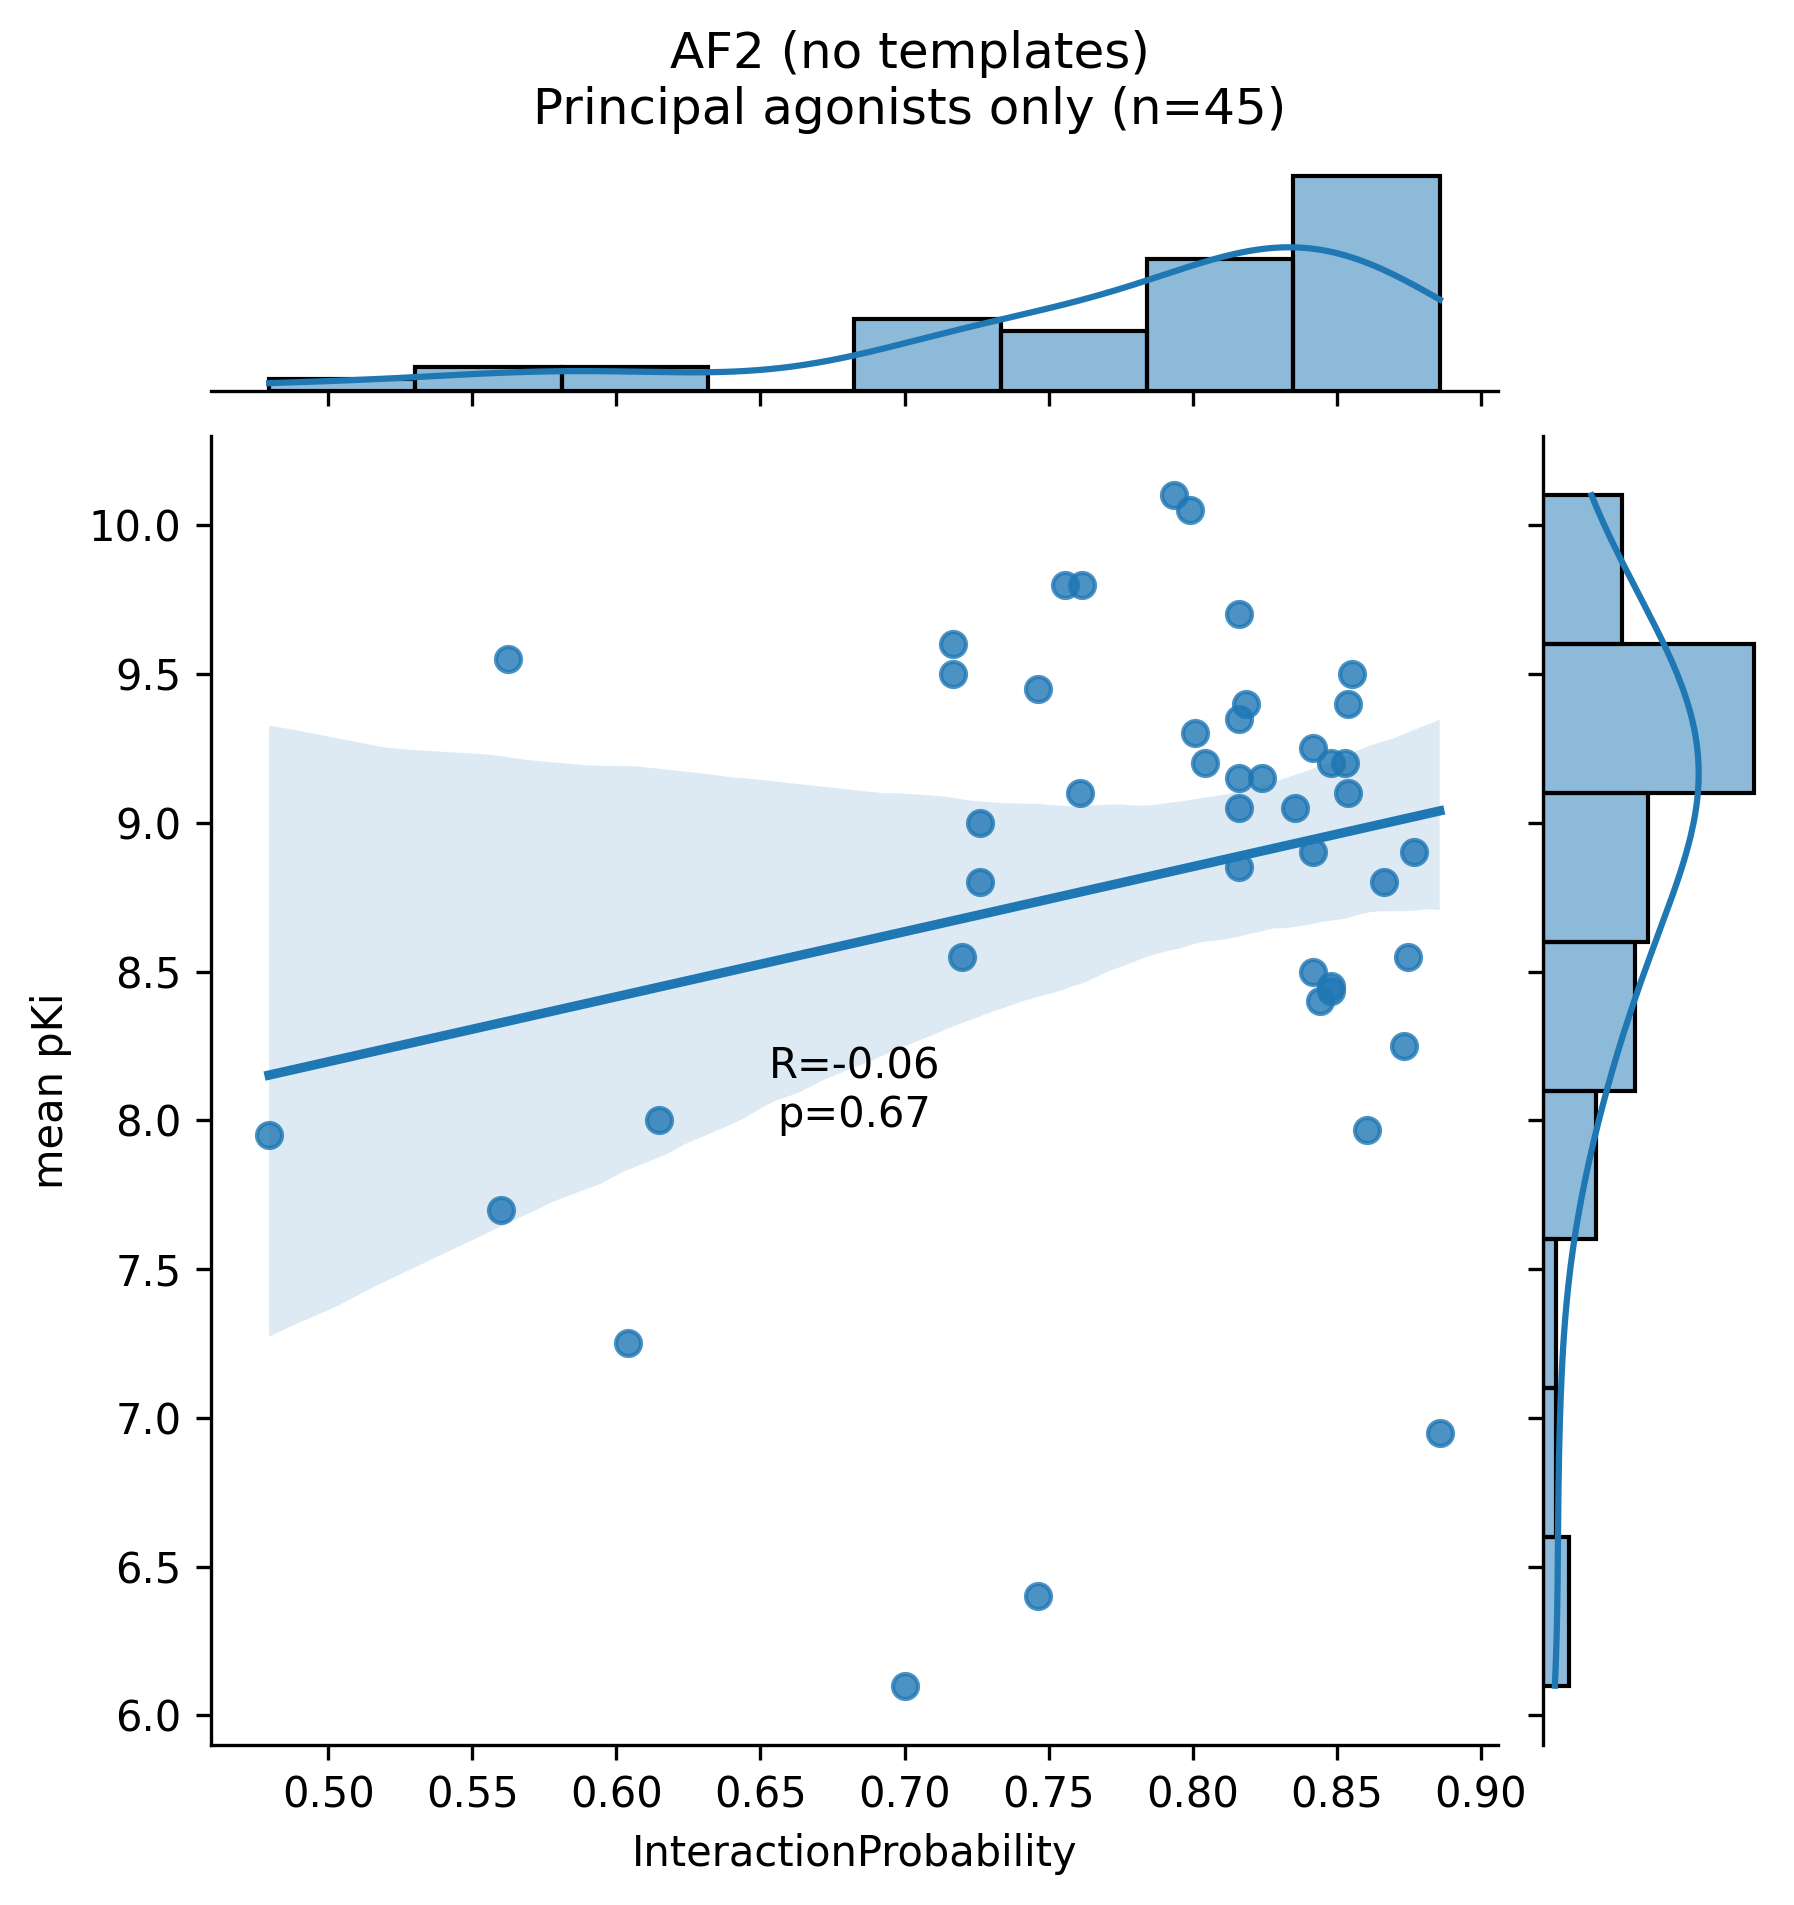 AF2 (no templates)
Principal agonists only (n=45)
10.0
9.5
9.0
8.5
8.0
7.5
7.0
6.5
6.0
mean pKi
R=-0.06
p=0.67
0.50 0.55 0.60 0.65 0.70 0.75 0.80 0.85 0.90
InteractionProbability